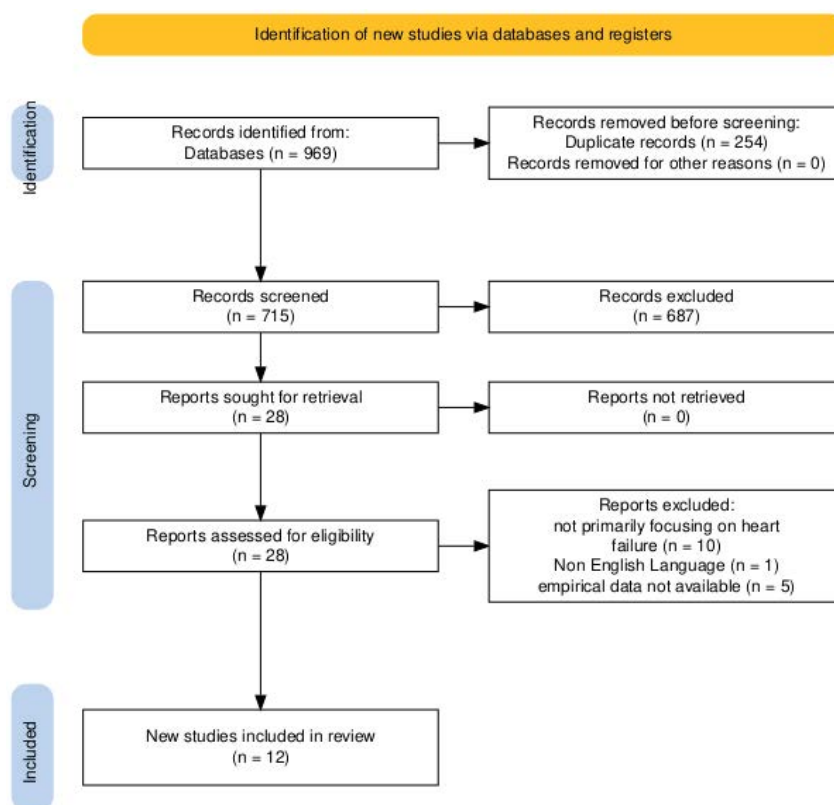 Identification of new studies via databases and registers
Identification
Records identified from:
Databases (n = 969)
Records removed before screening:
Duplicate records (n = 254)
Records removed for other reasons (n = 0)
Screening
Records screened
(n = 715)
Records excluded
(n = 687)
Reports sought for retrieval
(n = 28)
Reports not retrieved
(n = 0)
Reports assessed for eligibility
(n = 28)
Reports excluded:
not primarily focusing on heart
failure (n = 10)
Non English Language (n = 1)
empirical data not available (n = 5)
Included
New studies included in review
(n = 12)